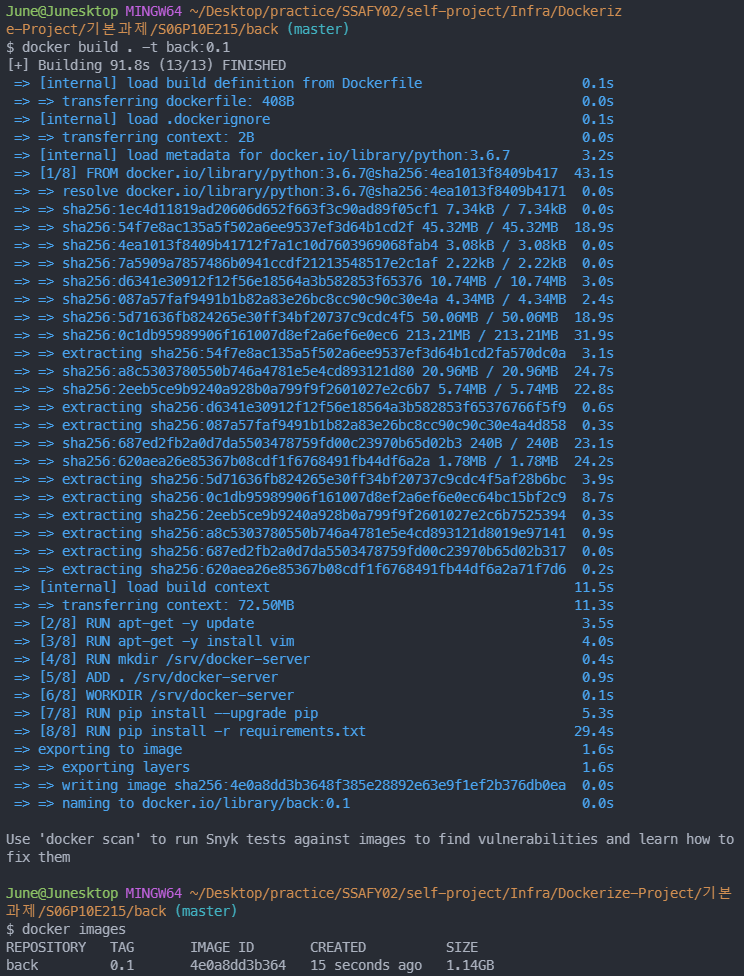 June@Junesktop MINGW64 ~/Desktop/practice/SSAFY02/self-project/Infra/Dockeriz
e-Project/기본과제/S06P10E215/back (master)
$ docker build . -t back:0.1
[+] Building 91.8s (13/13) FINISHED
=> [internal] load build definition from Dockerfile 0.1s
=> => transferring dockerfile: 408B 0.0s
=> [internal] load .dockerignore 0.1s
=> => transferring context: 2B 0.0s
=> [internal] load metadata for docker.io/library/python:3.6.7 3.2s
=> [1/8] FROM docker.io/library/python:3.6.7@sha256:4ea1013f8409b417 43.1s
=> => resolve docker.io/library/python:3.6.7@sha256:4ea1013f8409b4171 0.0s
=> => sha256:1ec4d11819ad20606d652f663f3c90ad89f05cf1 7.34kB / 7.34kB 0.0s
=> => sha256:54f7e8ac135a5f502a6ee9537ef3d64b1cd2f 45.32MB / 45.32MB 18.9s
=> => sha256:4ea1013f8409b41712f7a1c10d7603969068fab4 3.08kB / 3.08kB 0.0s
=> => sha256:7a5909a7857486b0941ccdf21213548517e2c1af 2.22kB / 2.22kB 0.0s
=> => sha256:d6341e30912f12f56e18564a3b582853f65376 10.74MB / 10.74MB 3.0s
=> => sha256:087a57faf9491b1b82a83e26bc8cc90c90c30e4a 4.34MB / 4.34MB 2.4s
=> => sha256:5d71636fb824265e30ff34bf20737c9cdc4f5 50.06MB / 50.06MB 18.9s
=> => sha256:0c1db95989906f161007d8ef2a6ef6e0ec6 213.21MB / 213.21MB 31.9s
=> => extracting sha256:54f7e8ac135a5f502a6ee9537ef3d64b1cd2fa570dc0a 3.1s
=> => sha256:a8c5303780550b746a4781e5e4cd893121d80 20.96MB / 20.96MB 24.7s
=> => sha256:2eeb5ce9b9240a928b0a799f9f2601027e2c6b7 5.74MB / 5.74MB 22.8s
=> => extracting sha256:d6341e30912f12f56e18564a3b582853f65376766f5f9 0.6s
=> => extracting sha256:087a57faf9491b1b82a83e26bc8cc90c90c30e4a4d858 0.3s
=> => sha256:687ed2fb2a0d7da5503478759fd00c23970b65d02b3 240B / 240B 23.1s
=> => sha256:620aea26e85367b08cdf1f6768491fb44df6a2a 1.78MB / 1.78MB 24.2s
=> => extracting sha256:5d71636fb824265e30ff34bf20737c9cdc4f5af28b6bc 3.9s
=> => extracting sha256:0c1db95989906f161007d8ef2a6ef6e0ec64bc15bf2c9 8.7s
=> => extracting sha256:2eeb5ce9b9240a928b0a799f9f2601027e2c6b7525394 0.3s
=> => extracting sha256:a8c5303780550b746a4781e5e4cd893121d8019e97141 0.9s
=> => extracting sha256:687ed2fb2a0d7da5503478759fd00c23970b65d02b317 0.0s
=> => extracting sha256:620aea26e85367b08cdf1f6768491fb44df6a2a71f7d6 0.2s
=> [internal] load build context 11.5s
=> => transferring context: 72.50MB 11.3s
=> [2/8] RUN apt-get -y update 3.5s
=> [3/8] RUN apt-get -y install vim 4.0s
=> [4/8] RUN mkdir /srv/docker-server 0.4s
=> [5/8] ADD . /srv/docker-server 0.9s
=> [6/8] WORKDIR /srv/docker-server 0.1s
=> [7/8] RUN pip install --upgrade pip 5.3s
=> [8/8] RUN pip install -r requirements.txt 29.4s
=> exporting to image 1.6s
=> => exporting layers 1.6s
=> => writing image sha256:4e0a8dd3b3648f385e28892e63e9f1ef2b376db0ea 0.0s
=> => naming to docker.io/library/back:0.1 0.0s
Use 'docker scan' to run Snyk tests against images to find vulnerabilities and learn how to
fix them
June@Junesktop MINGW64 ~/Desktop/practice/SSAFY02/self-project/Infra/Dockerize-Project/기본
과제/S06P10E215/back (master)
$ docker images
REPOSITORY TAG IMAGE ID CREATED SIZE
back 0.1 4e0a8dd3b364 15 seconds ago 1.14GB